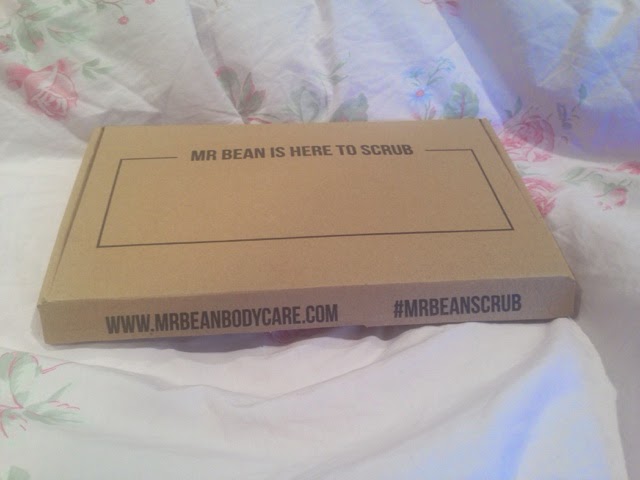 MR BEAN IS HERE TO SCRUB
WWW.MRBEANBODYCARE.COM #MRBEANSCRUB